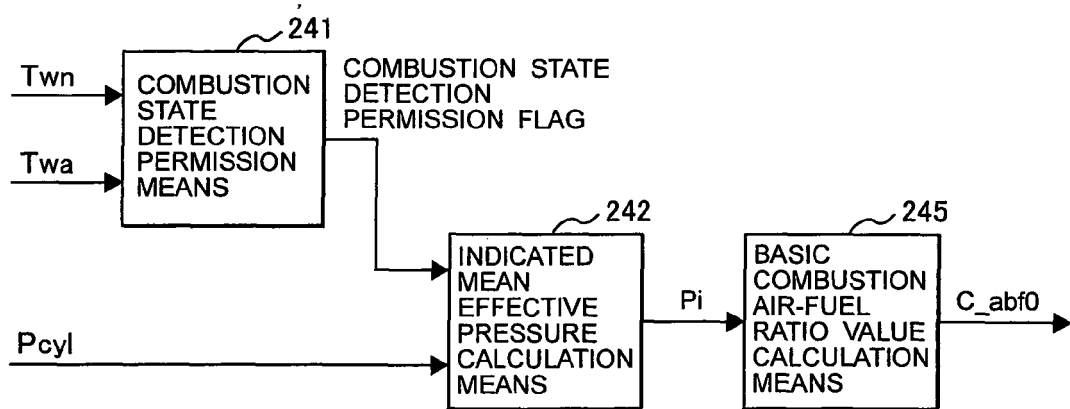 241
Twn
Twa
COMBUSTION
STATE
DETECTION
PERMISSION
MEANS
COMBUSTION STATE
DETECTION
PERMISSION FLAG
Pcyl
242
INDICATED
MEAN
EFFECTIVE
PRESSURE
CALCULATION
MEANS
Pi
245
BASIC
COMBUSTION
AIR-FUEL
RATIO VALUE
CALCULATION
MEANS
C_abf0